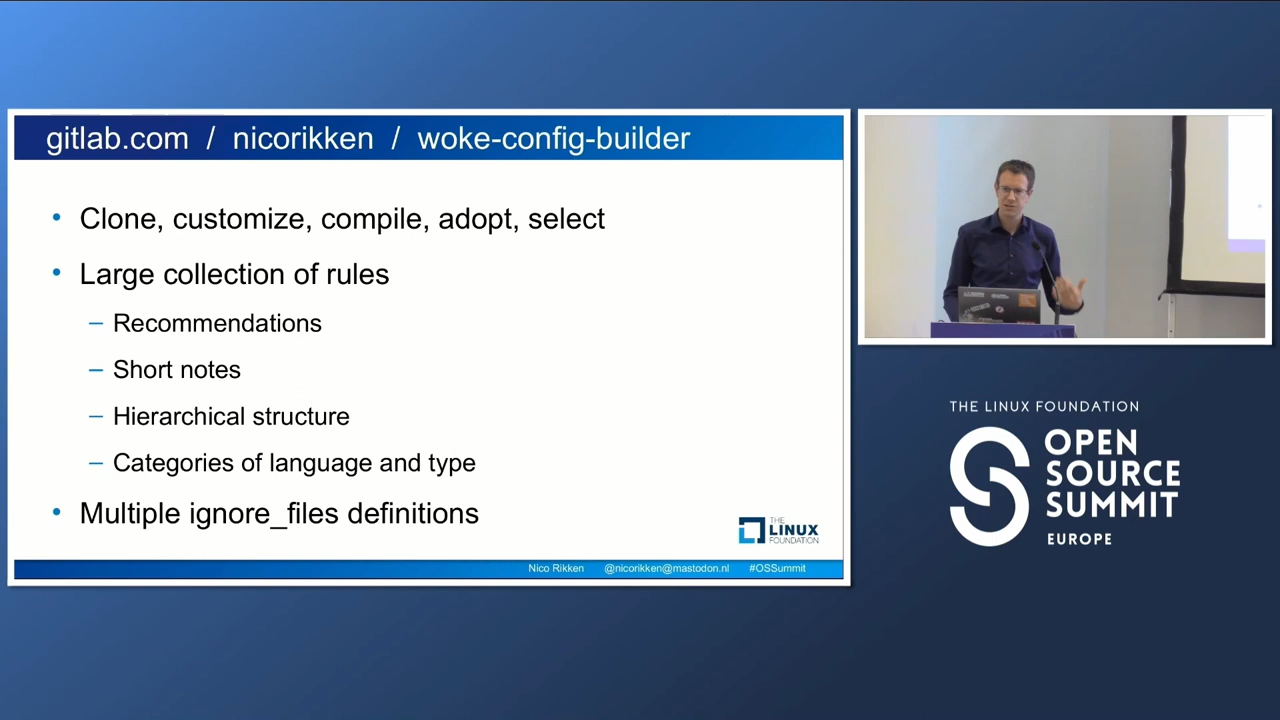 gitlab.com / nicorikken / woke-config-builder
• Clone, customize, compile, adopt, select
• Large collection of rules
– Recommendations
– Short notes
– Hierarchical structure
– Categories of language and type
• Multiple ignore_files definitions
THE
LINUX
FOUNDATION
Nico Rikken @nicorikken@mastodon.nl #OSSummit
THE LINUX FOUNDATION
OPEN
SOURCE
SUMMIT
EUROPE